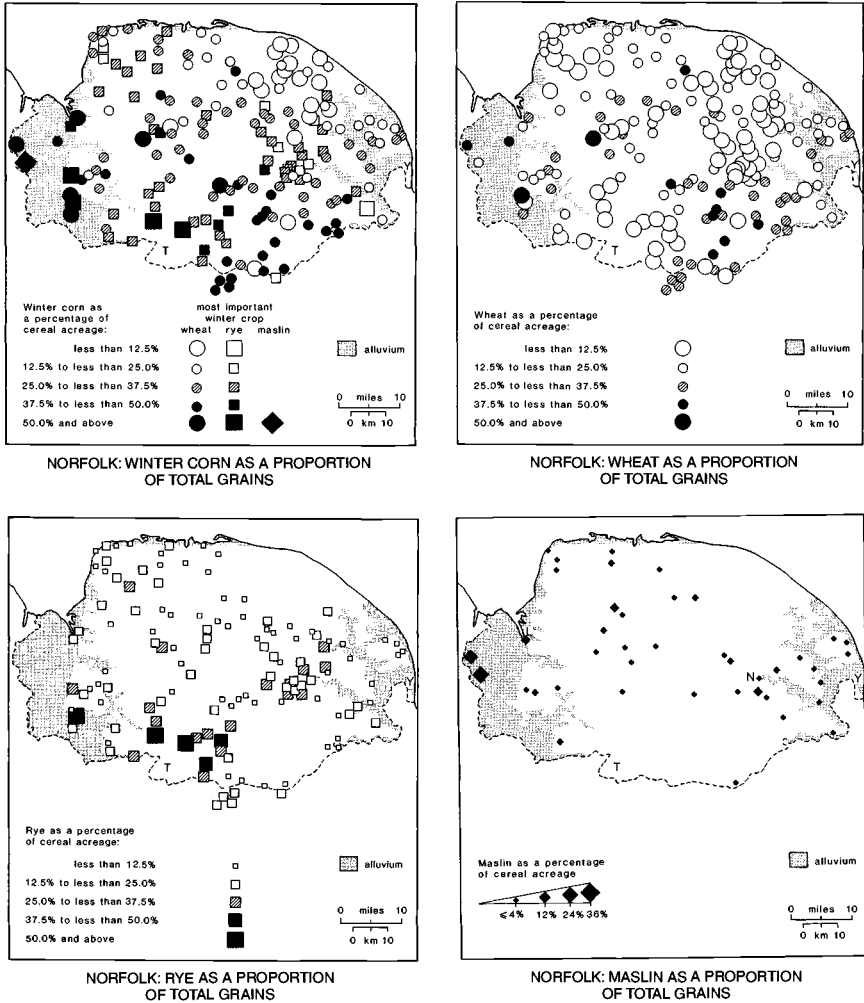 T
Winter corn as
a percentage of
cereal acreage:
most important
winter crop
wheat rye maslin
less than 12.5%
12.5% to less than 25.0%
25.0% to less than 37.5%
37.5% to less than 50.0%
50.0% and above
alluvium
0 miles 10
0 km 10
NORFOLK: WINTER CORN AS A PROPORTION
OF TOTAL GRAINS
Y
T
Wheat as a percentage
of cereal acreage:
less than 12.5%
12.5% to less than 25.0%
25.0% to less than 37.5%
37.5% to less than 50.0%
50.0% and above
alluvium
0 miles 10
0 km 10
NORFOLK: WHEAT AS A PROPORTION
OF TOTAL GRAINS
Y
T
Rye as a percentage
of cereal acreage:
less than 12.5%
12.5% to less than 25.0%
25.0% to less than 37.5%
37.5% to less than 50.0%
50.0% and above
alluvium
0 miles 10
0 km 10
NORFOLK: RYE AS A PROPORTION
OF TOTAL GRAINS
N
Y
T
Maslin as a percentage
of cereal acreage
≤4% 12% 24% 36%
alluvium
0 miles 10
0 km 10
NORFOLK: MASLIN AS A PROPORTION
OF TOTAL GRAINS